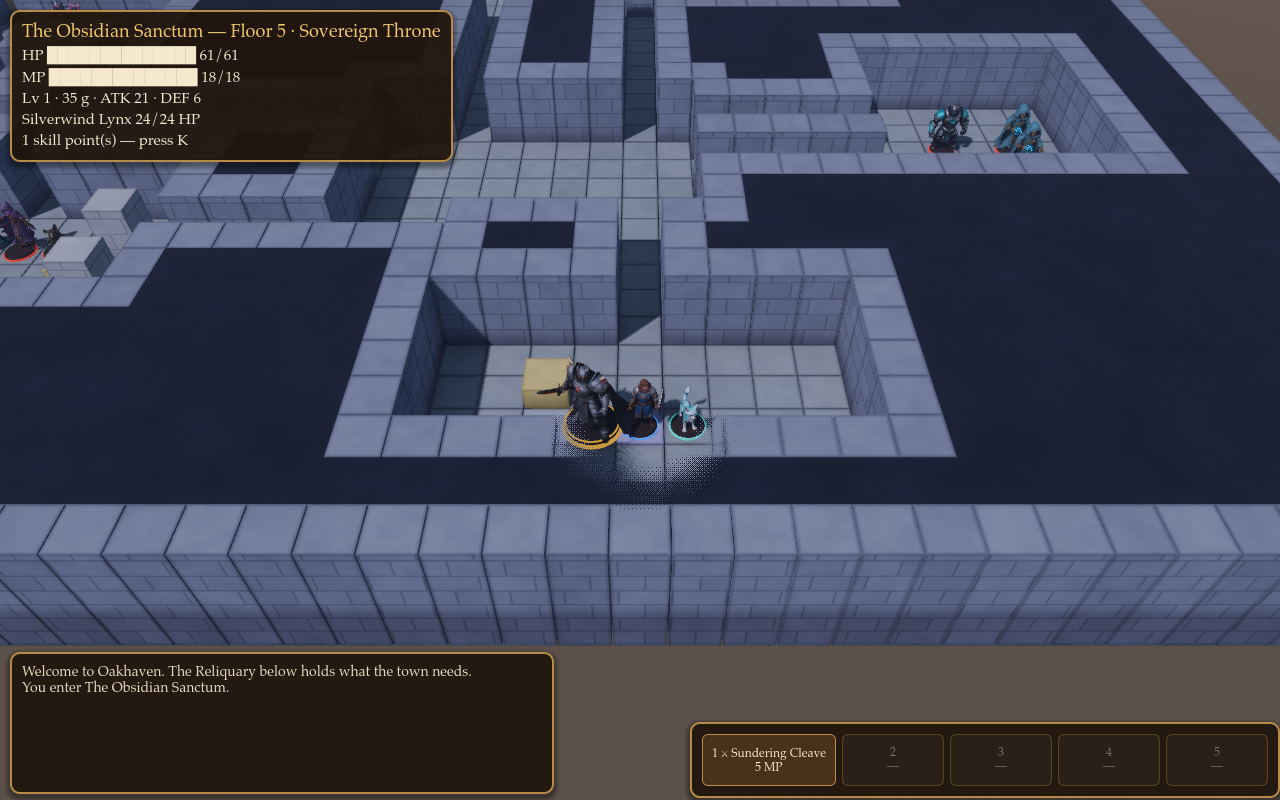 The Obsidian Sanctum — Floor 5 · Sovereign Throne
HP 61/61
MP 18/18
Lv 1 · 35 g · ATK 21 · DEF 6
Silverwind Lynx 24/24 HP
1 skill point(s) — press K
Welcome to Oakhaven. The Reliquary below holds what the town needs.
You enter The Obsidian Sanctum.
1 ⚔ Sundering Cleave
5 MP
2
—
3
—
4
—
5
—